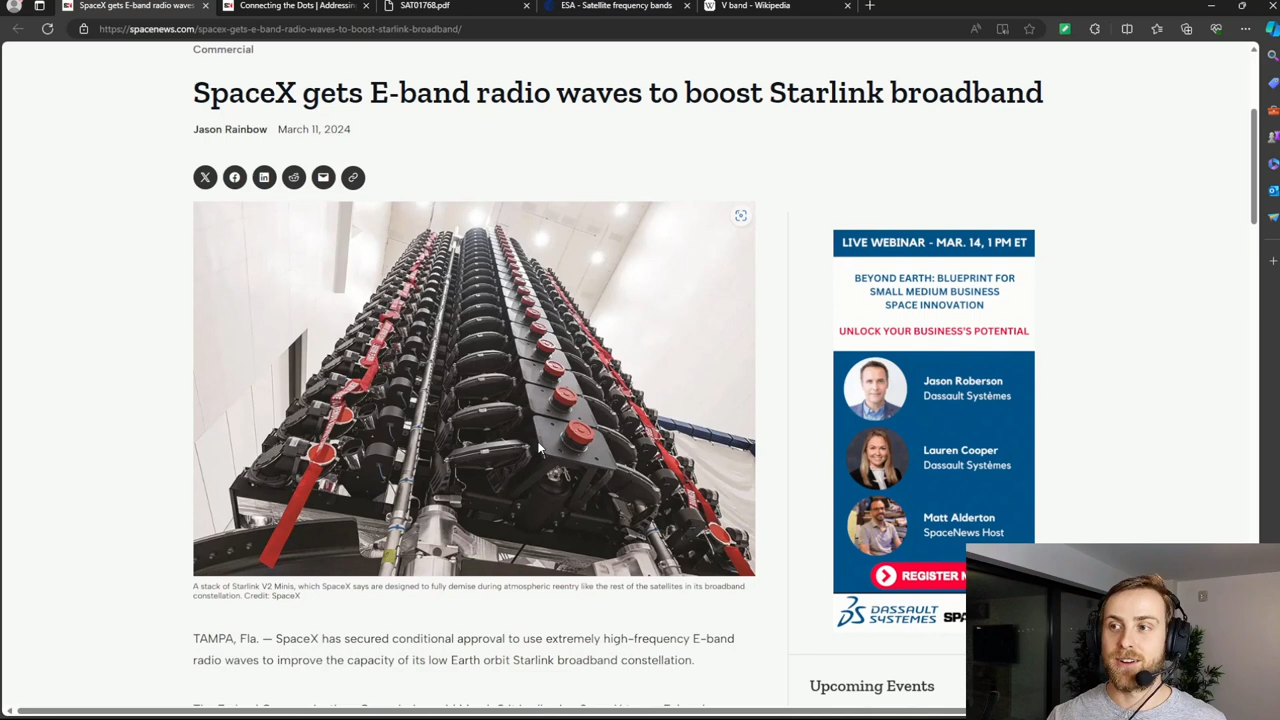 SpaceX gets E-band radio waves
Connecting the Dots | Addressin
SAT01768.pdf
ESA - Satellite frequency bands
V band - Wikipedia
https://spacenews.com/spacex-gets-e-band-radio-waves-to-boost-starlink-broadband/
Commercial
SpaceX gets E-band radio waves to boost Starlink broadband
Jason Rainbow March 11, 2024
LIVE WEBINAR - MAR. 14, 1 PM ET
BEYOND EARTH: BLUEPRINT FOR
SMALL MEDIUM BUSINESS
SPACE INNOVATION
UNLOCK YOUR BUSINESS'S POTENTIAL
Jason Roberson
Dassault Systèmes
Lauren Cooper
Dassault Systèmes
Matt Alderton
SpaceNews Host
REGISTER
DASSAULT
SYSTEMES
A stack of Starlink V2 Minis, which SpaceX says are designed to fully demise during atmospheric reentry like the rest of the satellites in its broadband
constellation. Credit: SpaceX
TAMPA, Fla. — SpaceX has secured conditional approval to use extremely high-frequency E-band
radio waves to improve the capacity of its low Earth orbit Starlink broadband constellation.
Upcoming Events